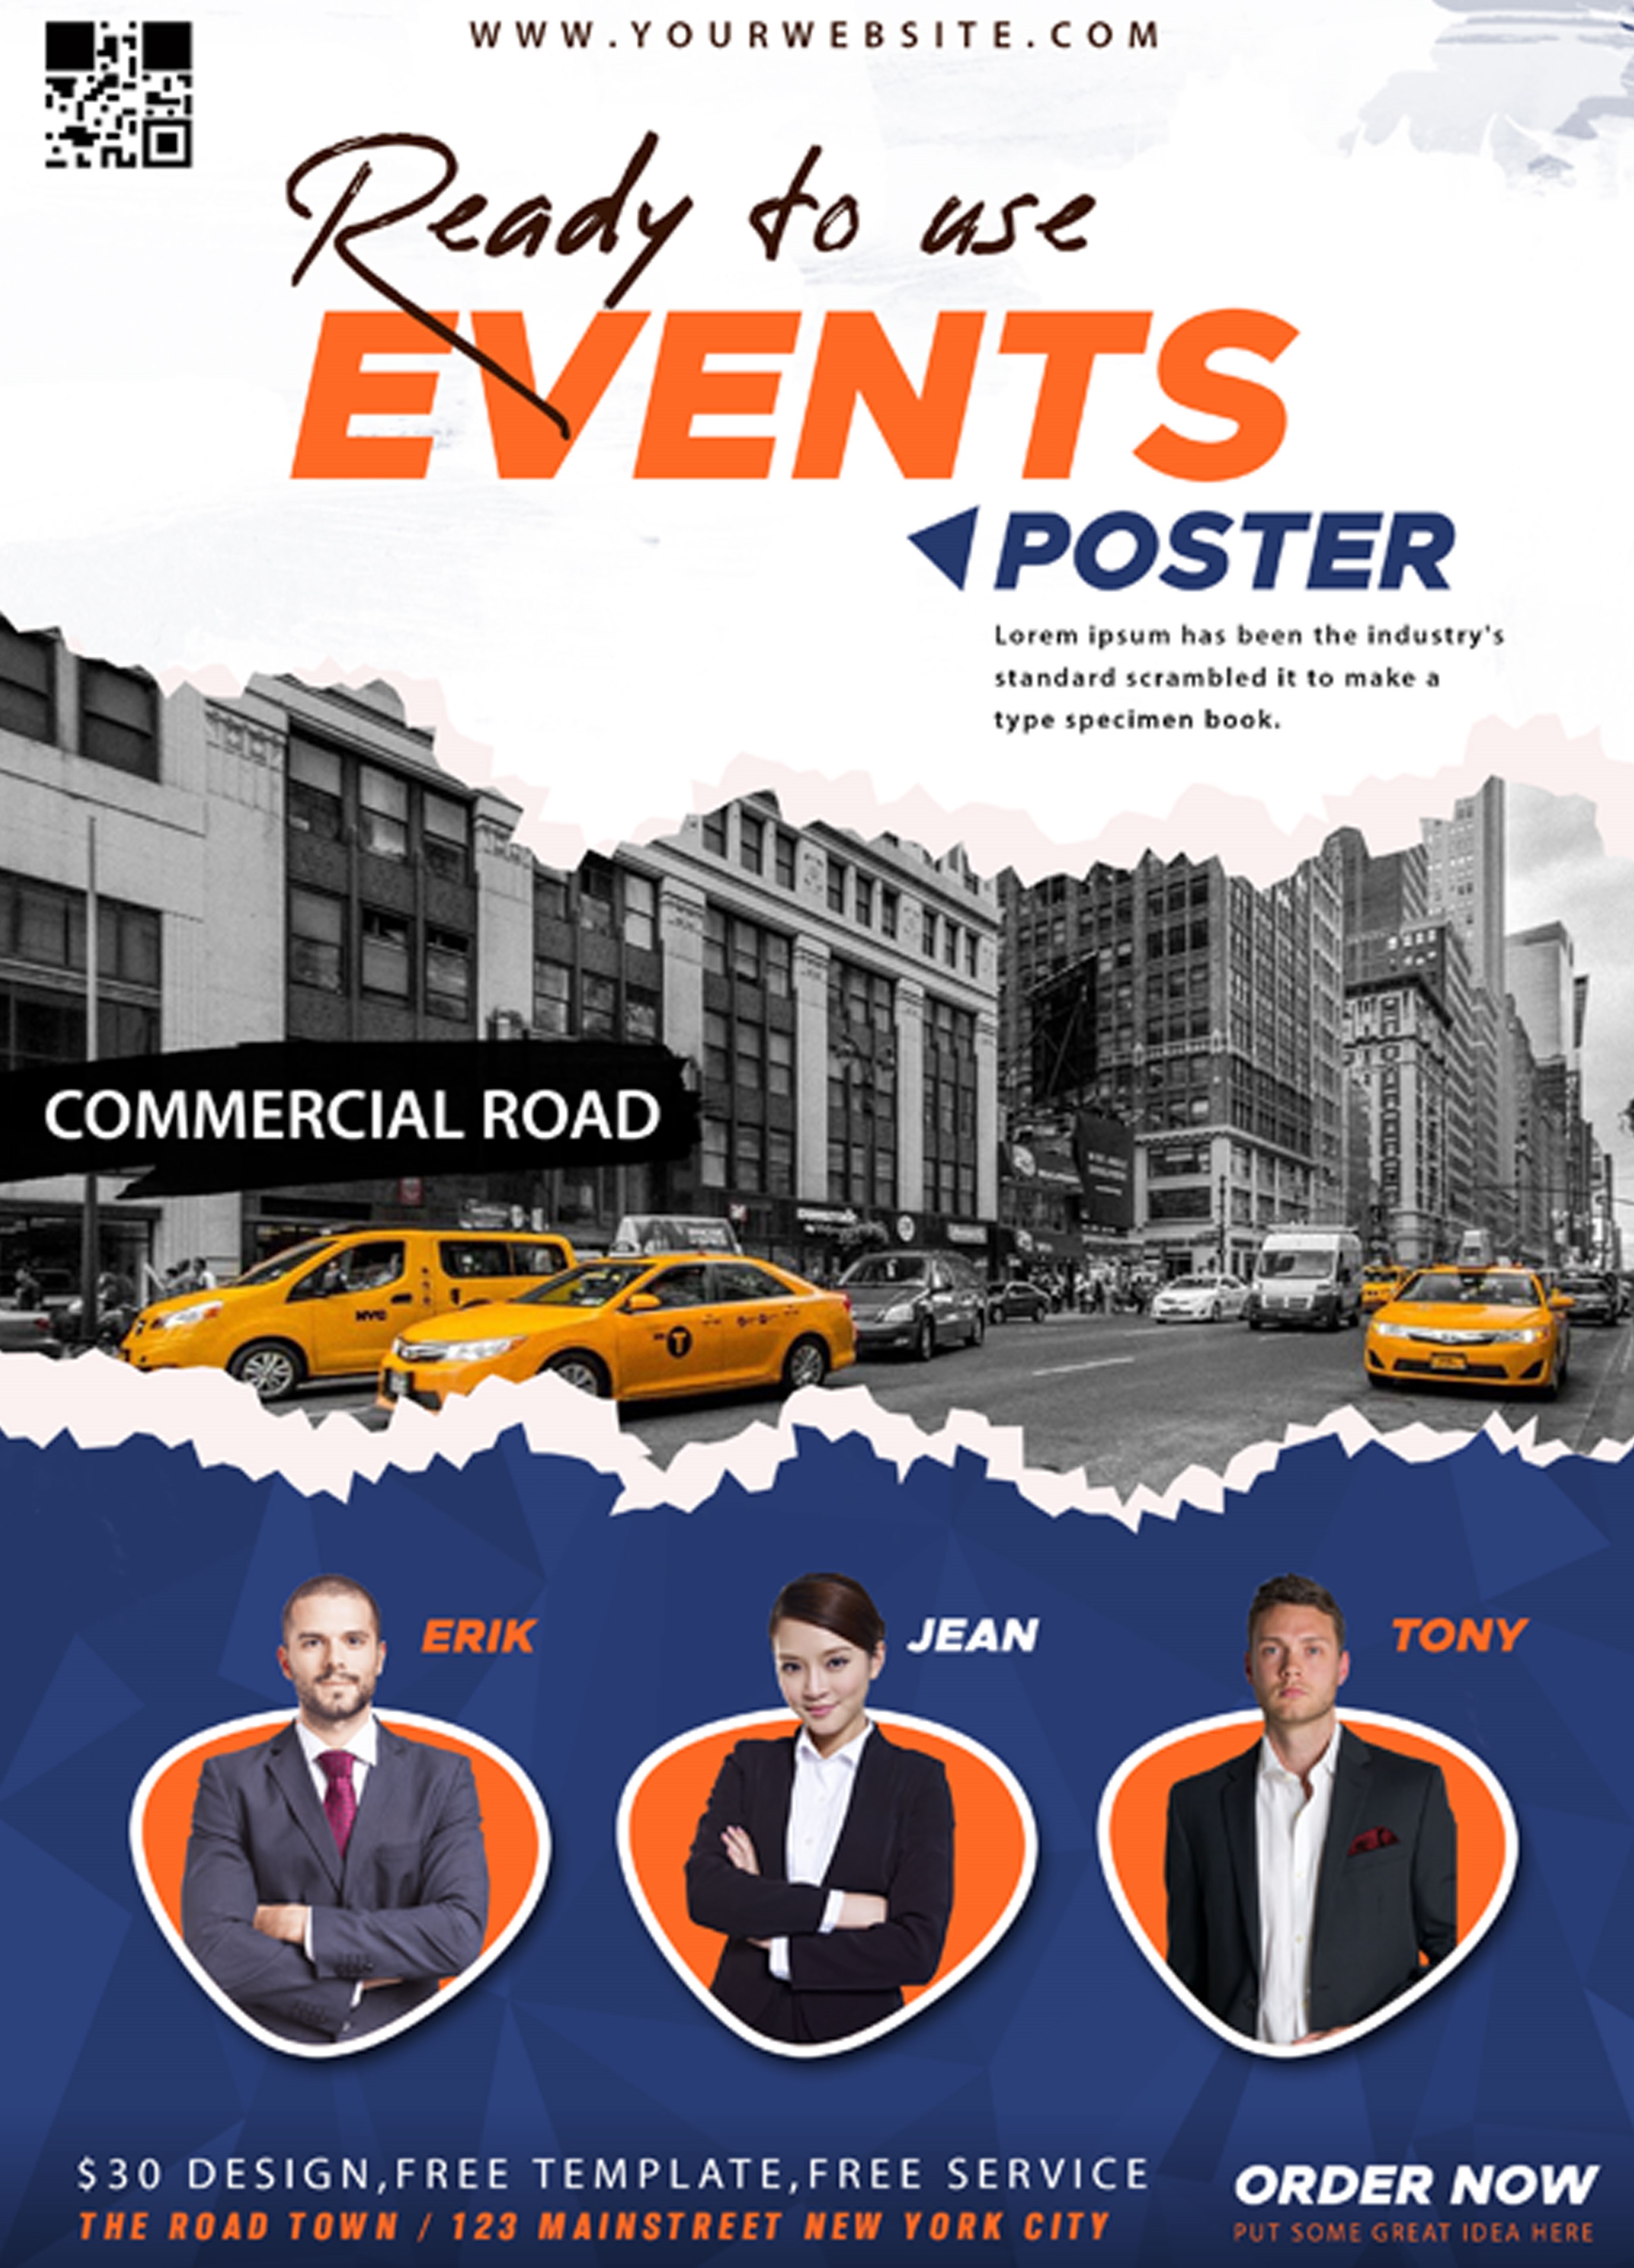 WWW.YOURWEBSITE.COM
Ready to use
EVENTS
POSTER
Lorem ipsum has been the industry's
standard scrambled it to make a
type specimen book.
COMMERCIAL ROAD
NYC
T
ERIK
JEAN
TONY
$30 DESIGN,FREE TEMPLATE,FREE SERVICE
THE ROAD TOWN / 123 MAINSTREET NEW YORK CITY
ORDER NOW
PUT SOME GREAT IDEA HERE